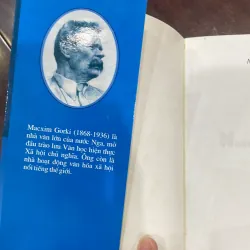 Macxim Gorki (1868-1936) là
nhà văn lớn của nước Nga, mở
đầu trào lưu Văn học hiện thực
Xã hội chủ nghĩa. Ông còn là
nhà hoạt động văn hóa xã hội
nổi tiếng thế giới.